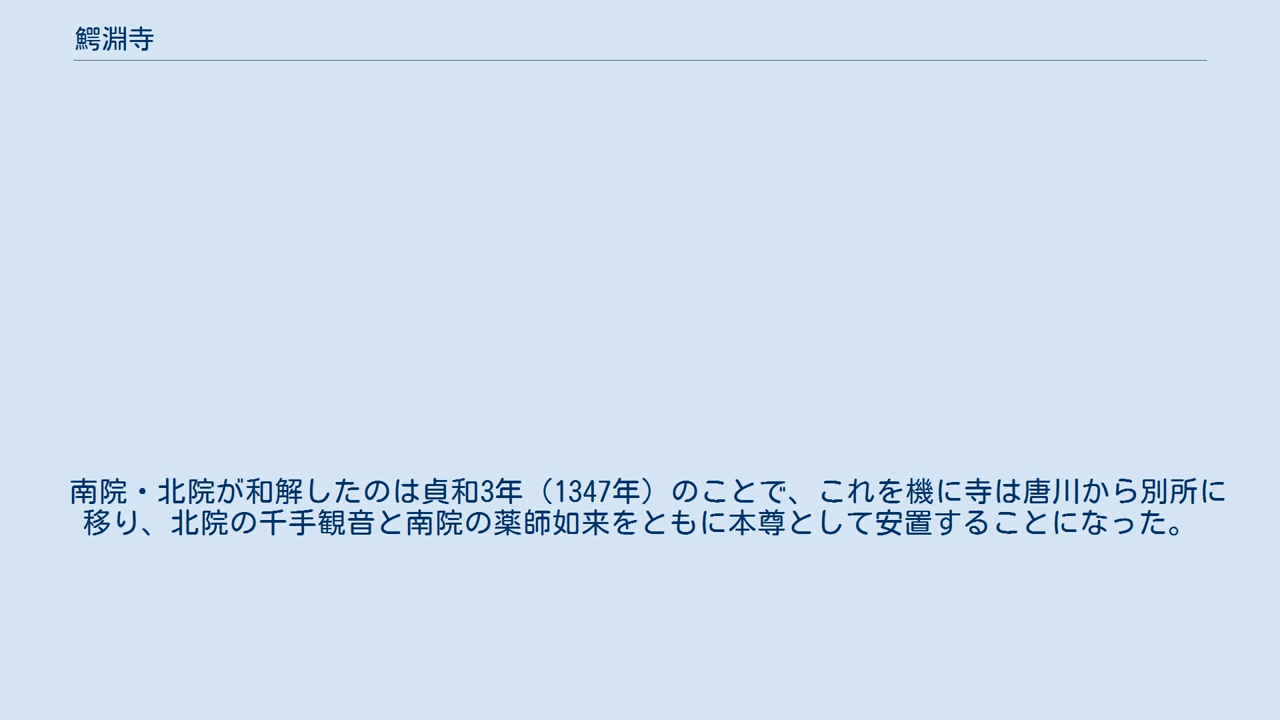 鰐淵寺
南院・北院が和解したのは貞和3年（1347年）のことで、これを機に寺は唐川から別所に
移り、北院の千手観音と南院の薬師如来をともに本尊として安置することになった。